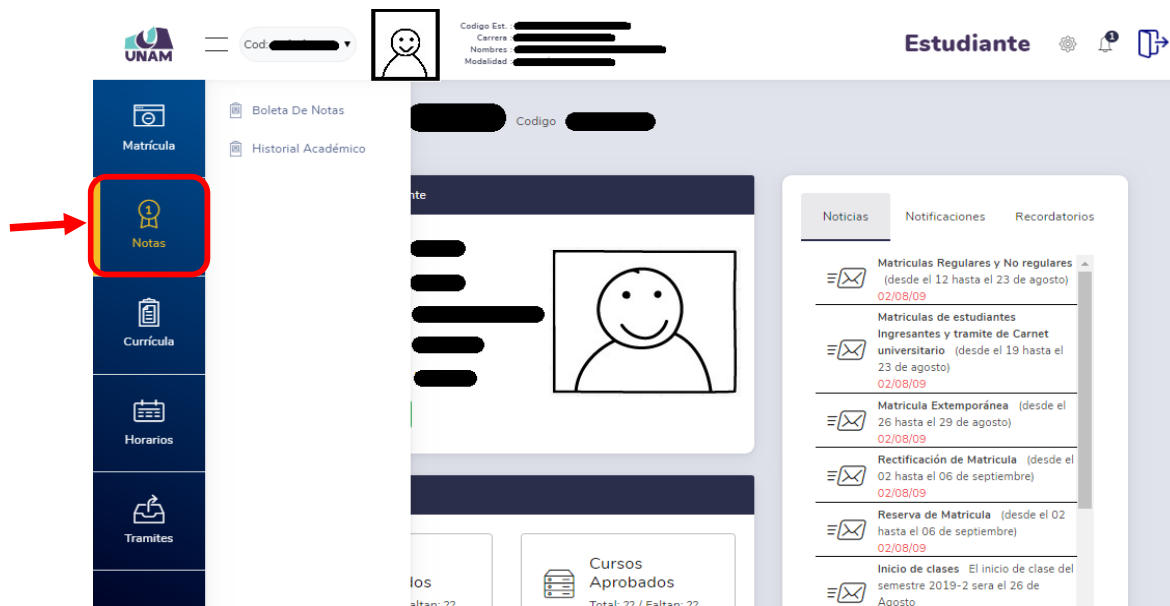 UNAM
Cod:
Codigo Est. :
Carrera :
Nombres :
Modalidad :
Estudiante
1
Matrícula
Boleta De Notas
Historial Académico
Codigo
1
Notas
nte
Noticias Notificaciones Recordatorios
Matriculas Regulares y No regulares
(desde el 12 hasta el 23 de agosto)
02/08/09
Matriculas de estudiantes
Ingresantes y tramite de Carnet
universitario (desde el 19 hasta el
23 de agosto)
02/08/09
Matricula Extemporánea (desde el
26 hasta el 29 de agosto)
02/08/09
Rectificación de Matricula (desde el
02 hasta el 06 de septiembre)
02/08/09
Reserva de Matricula (desde el 02
hasta el 06 de septiembre)
02/08/09
Inicio de clases El inicio de clase del
semestre 2019-2 sera el 26 de
Agosto
Currícula
Horarios
Tramites
dos
altan: 22
Cursos
Aprobados
Total: 22 / Faltan: 22